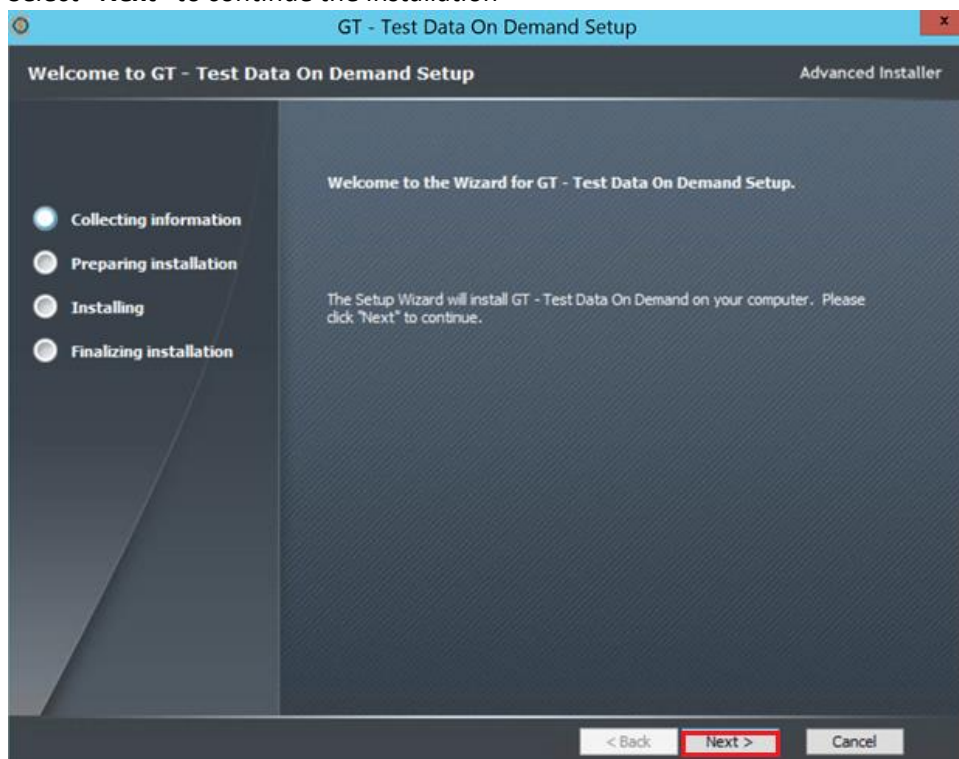 Select "Next" to continue the installation
GT - Test Data On Demand Setup
x
Welcome to GT - Test Data On Demand Setup
Advanced Installer
Welcome to the Wizard for GT - Test Data On Demand Setup.
Collecting information
Preparing installation
Installing
Finalizing installation
The Setup Wizard will install GT - Test Data On Demand on your computer. Please
click "Next" to continue.
< Back
Next >
Cancel